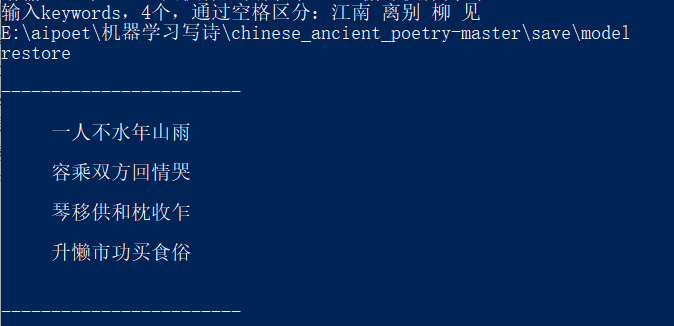 输入keywords，4个，通过空格区分：江南 离别 柳 见
E:\aipoet\机器学习写诗\chinese_ancient_poetry-master\save\model
restore
------------------------
一人不水年山雨
容乘双方回情哭
琴移供和枕收乍
升懒市功买食俗
------------------------